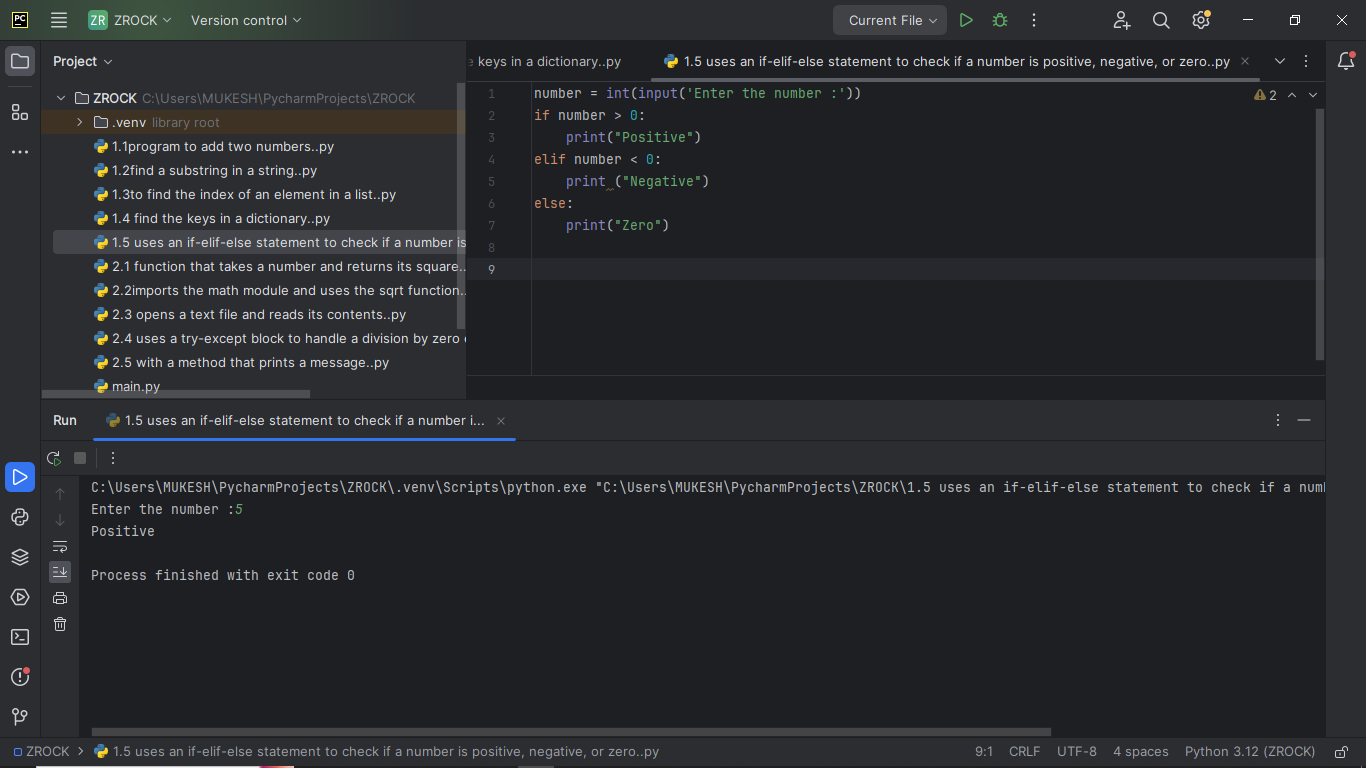 PC ZR ZROCK Version control Current File
Project
keys in a dictionary..py 1.5 uses an if-elif-else statement to check if a number is positive, negative, or zero..py
ZROCK C:\Users\MUKESH\PycharmProjects\ZROCK
.venv library root
1.1program to add two numbers..py
1.2find a substring in a string..py
1.3to find the index of an element in a list..py
1.4 find the keys in a dictionary..py
1.5 uses an if-elif-else statement to check if a number is
2.1 function that takes a number and returns its square..
2.2imports the math module and uses the sqrt function..
2.3 opens a text file and reads its contents..py
2.4 uses a try-except block to handle a division by zero
2.5 with a method that prints a message..py
main.py
1 number = int(input('Enter the number :'))
2 if number > 0:
3 print("Positive")
4 elif number < 0:
5 print ("Negative")
6 else:
7 print("Zero")
8
9
2
Run 1.5 uses an if-elif-else statement to check if a number i...
C:\Users\MUKESH\PycharmProjects\ZROCK\.venv\Scripts\python.exe "C:\Users\MUKESH\PycharmProjects\ZROCK\1.5 uses an if-elif-else statement to check if a num
Enter the number :5
Positive
Process finished with exit code 0
ZROCK 1.5 uses an if-elif-else statement to check if a number is positive, negative, or zero..py 9:1 CRLF UTF-8 4 spaces Python 3.12 (ZROCK)